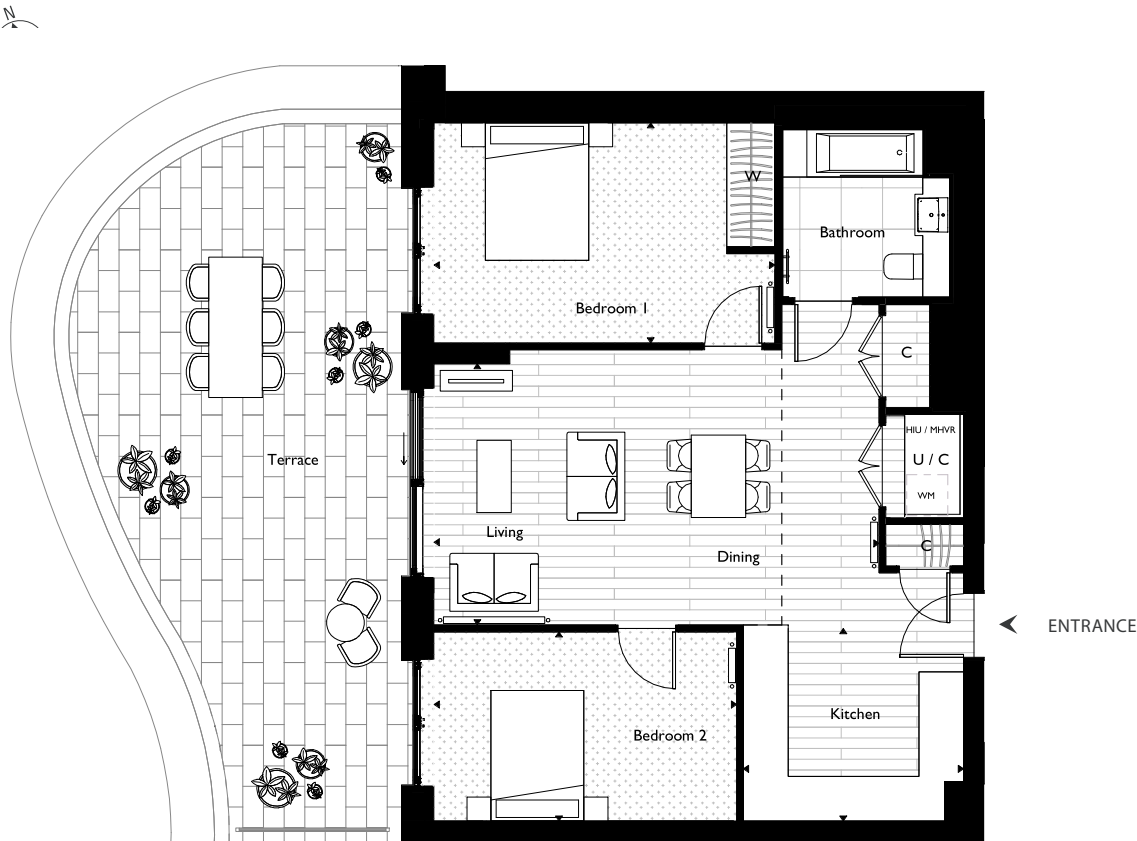 N
W
C
Bathroom
Bedroom 1
C
HIU / MHVR
U / C
WM
Terrace
Living
C
Dining
ENTRANCE
Kitchen
Bedroom 2